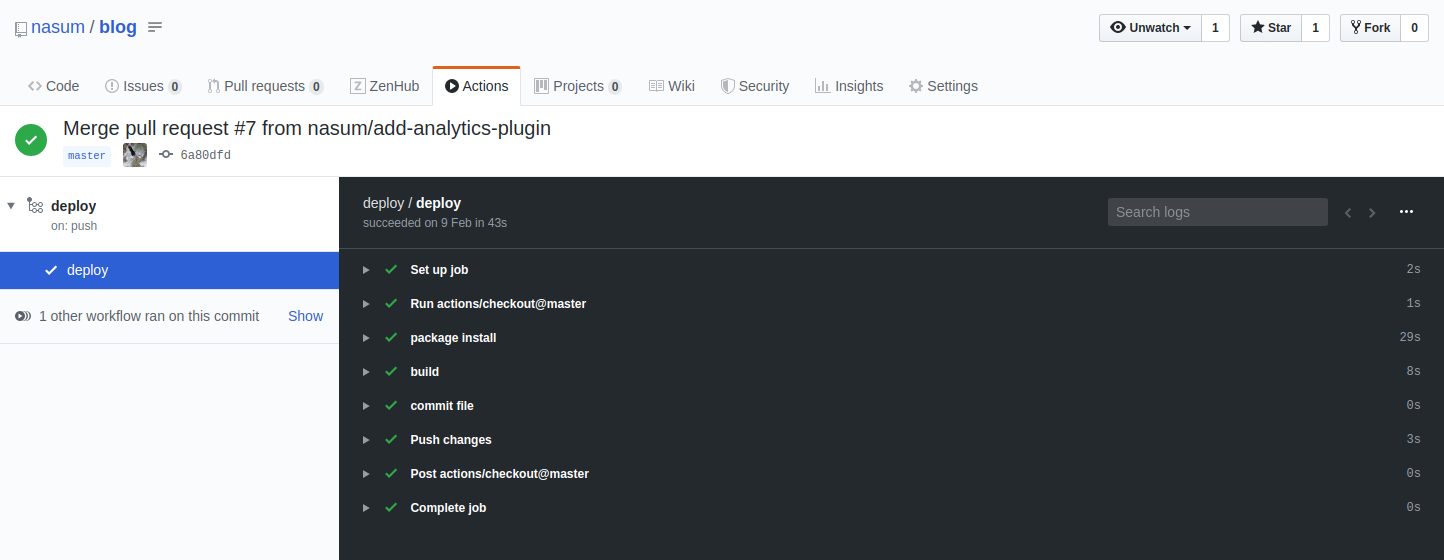 nasum / blog
Unwatch 1 Star 1 Fork 0
Code Issues 0 Pull requests 0 Z ZenHub Actions Projects 0 Wiki Security Insights Settings
Merge pull request #7 from nasum/add-analytics-plugin
master 6a80dfd
deploy
on: push
deploy
1 other workflow ran on this commit Show
deploy / deploy
succeeded on 9 Feb in 43s
Search logs
Set up job 2s
Run actions/checkout@master 1s
package install 29s
build 8s
commit file 0s
Push changes 3s
Post actions/checkout@master 0s
Complete job 0s